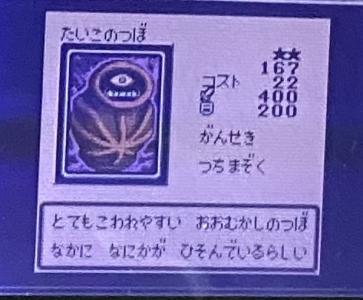 たいこのつぼ
★★
167
コスト 22
攻 400
守 200
がんせき
つちまぞく
とてもこわれやすい おおむかしのつぼ
なかに なにかが ひそんでいるらしい